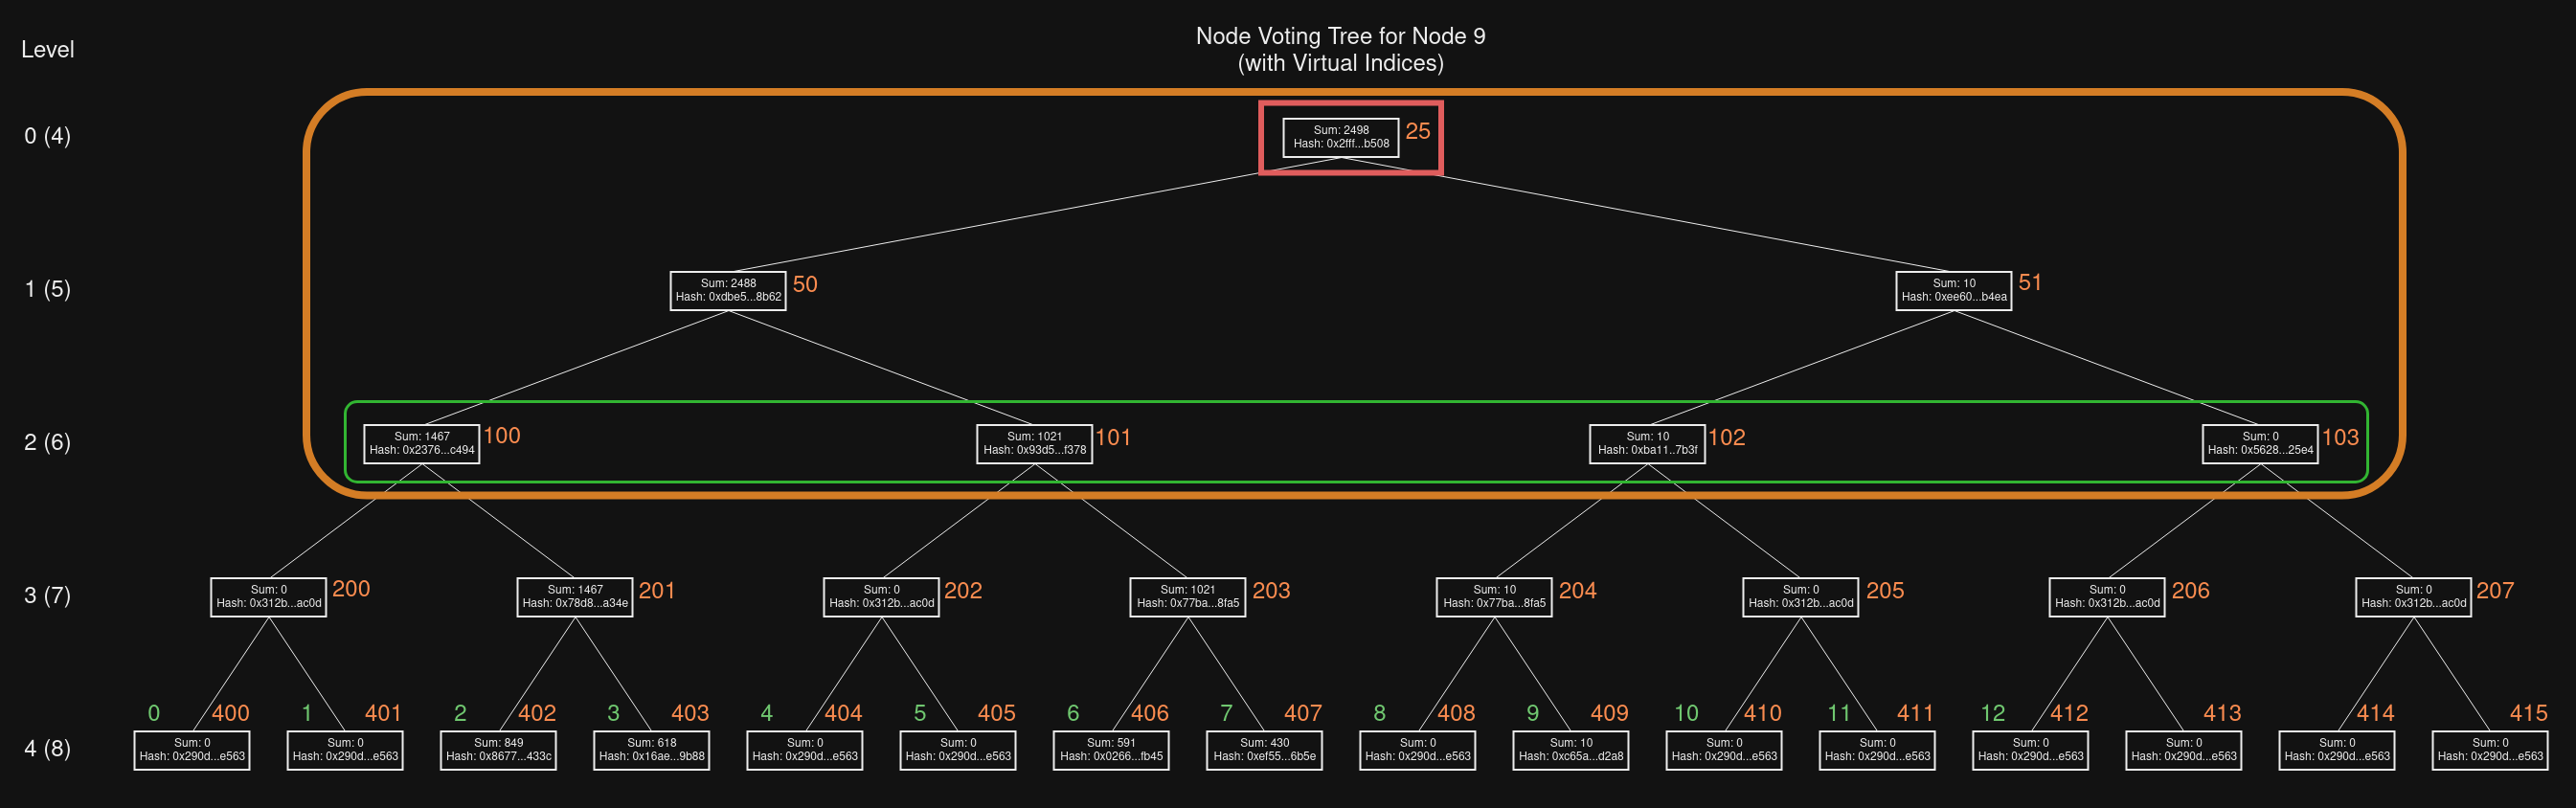 Node Voting Tree for Node 9
(with Virtual Indices)
Level
0 (4)
Sum: 2498
Hash: 0x2fff...b508
25
1 (5)
Sum: 2488
Hash: 0xdbe5...8b62
50
Sum: 10
Hash: 0xee60...b4ea
51
2 (6)
Sum: 1467
Hash: 0x2376...c494
100
Sum: 1021
Hash: 0x93d5...f378
101
Sum: 10
Hash: 0xba11..7b3f
102
Sum: 0
Hash: 0x5628...25e4
103
3 (7)
Sum: 0
Hash: 0x312b...ac0d
200
Sum: 1467
Hash: 0x78d8...a34e
201
Sum: 0
Hash: 0x312b...ac0d
202
Sum: 1021
Hash: 0x77ba...8fa5
203
Sum: 10
Hash: 0x77ba...8fa5
204
Sum: 0
Hash: 0x312b...ac0d
205
Sum: 0
Hash: 0x312b...ac0d
206
Sum: 0
Hash: 0x312b...ac0d
207
4 (8)
0 400
Sum: 0
Hash: 0x290d...e563
1 401
Sum: 0
Hash: 0x290d...e563
2 402
Sum: 849
Hash: 0x8677...433c
3 403
Sum: 618
Hash: 0x16ae...9b88
4 404
Sum: 0
Hash: 0x290d...e563
5 405
Sum: 0
Hash: 0x290d...e563
6 406
Sum: 591
Hash: 0x0266...fb45
7 407
Sum: 430
Hash: 0xef55...6b5e
8 408
Sum: 0
Hash: 0x290d...e563
9 409
Sum: 10
Hash: 0xc65a...d2a8
10 410
Sum: 0
Hash: 0x290d...e563
11 411
Sum: 0
Hash: 0x290d...e563
12 412
Sum: 0
Hash: 0x290d...e563
413
Sum: 0
Hash: 0x290d...e563
414
Sum: 0
Hash: 0x290d...e563
415
Sum: 0
Hash: 0x290d...e563